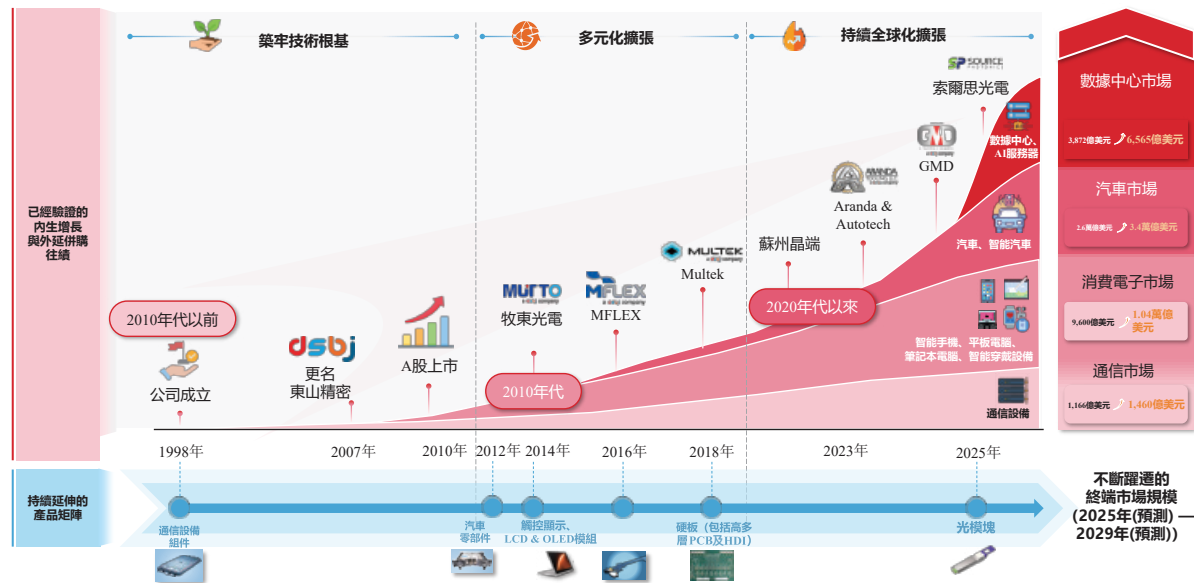 築牢技術根基
多元化擴張
持續全球化擴張
已經驗證的
內生增長
與外延併購
往績
2010年代以前
公司成立
dsbj
更名
東山精密
A股上市
MUTTO
a dsbj company
牧東光電
MFLEX
a dsbj company
MFLEX
2010年代
MULTEK
a dsbj company
Multek
蘇州晶端
2020年代以來
ARANDA
Aranda &
Autotech
GMD
GMD
SOURCE
PHOTONICS
索爾思光電
數據中心、
AI服務器
汽車、智能汽車
智能手機、平板電腦、
筆記本電腦、智能穿戴設備
通信設備
1998年
2007年
2010年
2012年
2014年
2016年
2018年
2023年
2025年
持續延伸的
產品矩陣
通信設備
組件
汽車
零部件
觸控顯示、
LCD & OLED模組
硬板（包括高多
層PCB及HDI）
光模塊
數據中心市場
3,872億美元
6,565億美元
汽車市場
2.6萬億美元
3.4萬億美元
消費電子市場
9,600億美元
1.04萬億
美元
通信市場
1,166億美元
1,460億美元
不斷躍遷的
終端市場規模
(2025年(預測) —
2029年(預測))